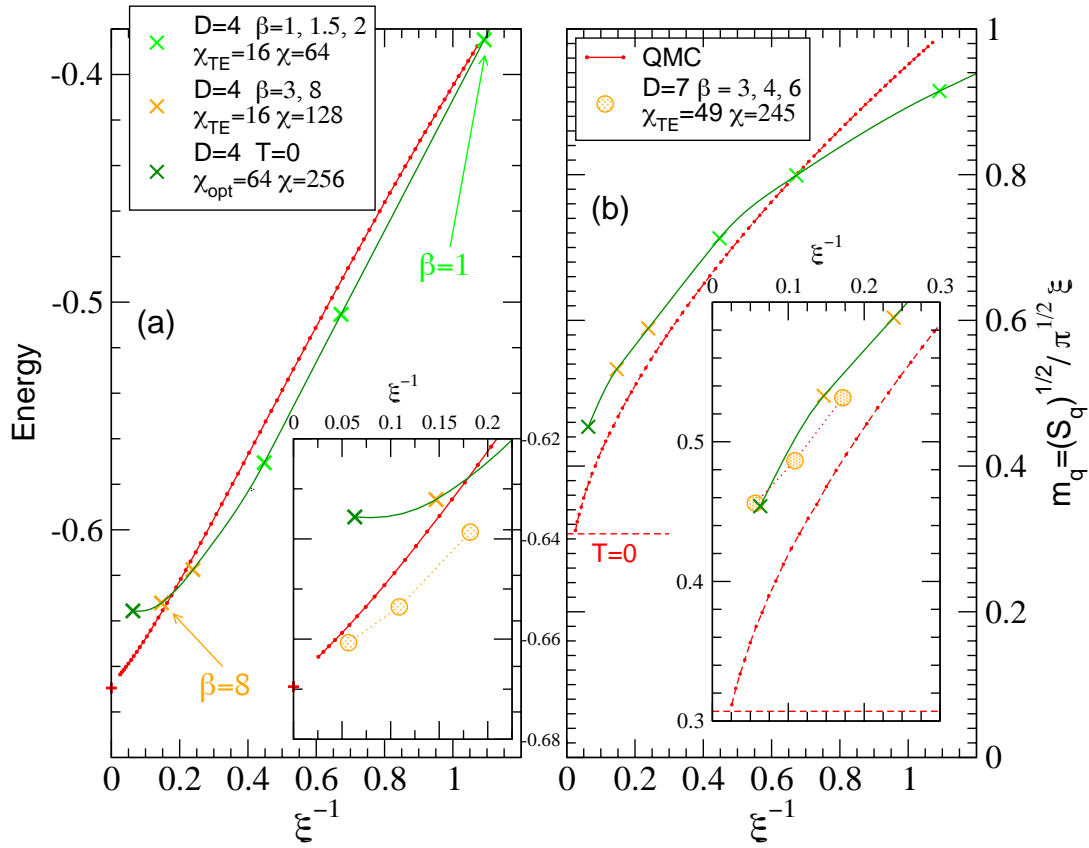 D=4 β=1, 1.5, 2
χTE=16 χ=64
D=4 β=3, 8
χTE=16 χ=128
D=4 T=0
χopt=64 χ=256
-0.4
-0.5
-0.6
Energy
(a)
β=1
β=8
ξ⁻¹
0 0.05 0.1 0.15 0.2
-0.62
-0.64
-0.66
-0.68
0 0.2 0.4 0.6 0.8 1
ξ⁻¹
QMC
D=7 β = 3, 4, 6
χTE=49 χ=245
(b)
T=0
ξ⁻¹
0 0.1 0.2 0.3
0.5
0.4
0.3
1
0.8
0.6
0.4
0.2
0
mq=(Sq)^1/2/π^1/2 ξ
0 0.2 0.4 0.6 0.8 1
ξ⁻¹